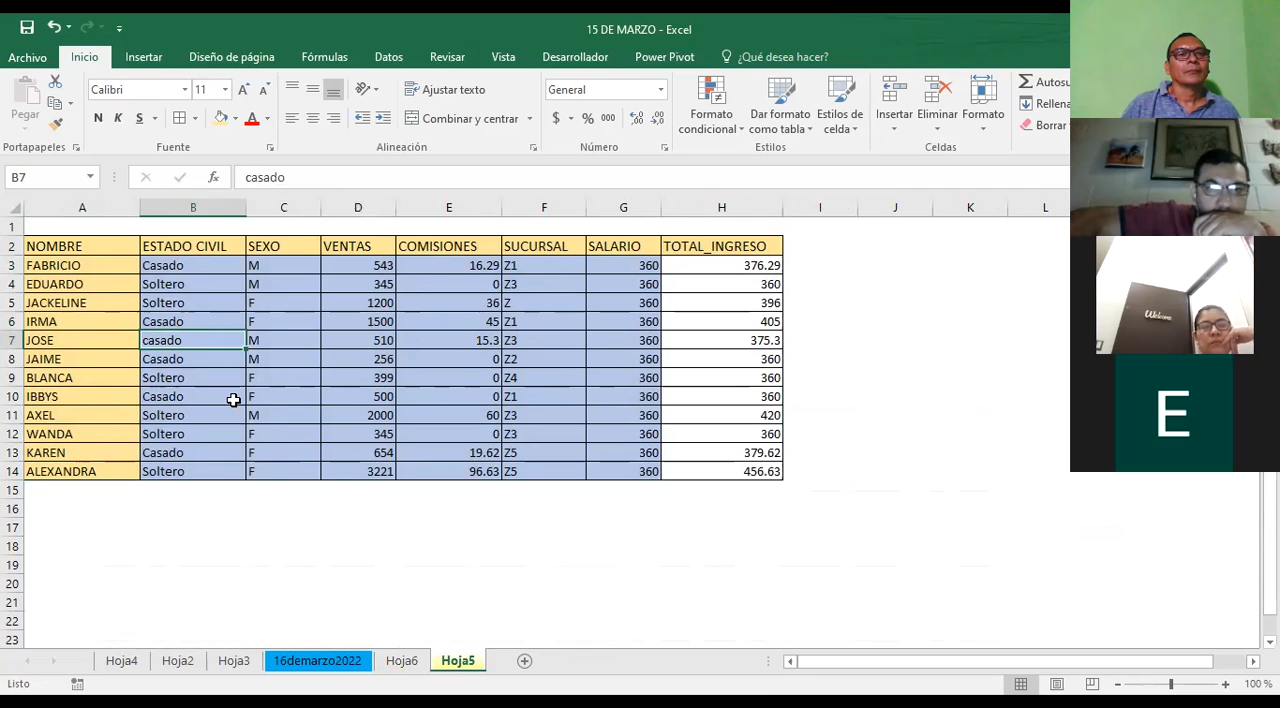 15 DE MARZO - Excel
Archivo Inicio Insertar Diseño de página Fórmulas Datos Revisar Vista Desarrollador Power Pivot ¿Qué desea hacer?
Pegar
Calibri 11
N K S
Ajustar texto
Combinar y centrar
General
$ % 000
Formato condicional
Dar formato como tabla
Estilos de celda
Insertar Eliminar Formato
Autosu
Rellena
Borrar
Portapapeles Fuente Alineación Número Estilos Celdas
B7 fx casado
A B C D E F G H I J K L
1
2 NOMBRE ESTADO CIVIL SEXO VENTAS COMISIONES SUCURSAL SALARIO TOTAL_INGRESO
3 FABRICIO Casado M 543 16.29 Z1 360 376.29
4 EDUARDO Soltero M 345 0 Z3 360 360
5 JACKELINE Soltero F 1200 36 Z 360 396
6 IRMA Casado F 1500 45 Z1 360 405
7 JOSE casado M 510 15.3 Z3 360 375.3
8 JAIME Casado M 256 0 Z2 360 360
9 BLANCA Soltero F 399 0 Z4 360 360
10 IBBYS Casado F 500 0 Z1 360 360
11 AXEL Soltero M 2000 60 Z3 360 420
12 WANDA Soltero F 345 0 Z3 360 360
13 KAREN Casado F 654 19.62 Z5 360 379.62
14 ALEXANDRA Soltero F 3221 96.63 Z5 360 456.63
15
16
17
18
19
20
21
22
23
Hoja4 Hoja2 Hoja3 16demarzo2022 Hoja6 Hoja5
Listo 100 %
Welcome
E